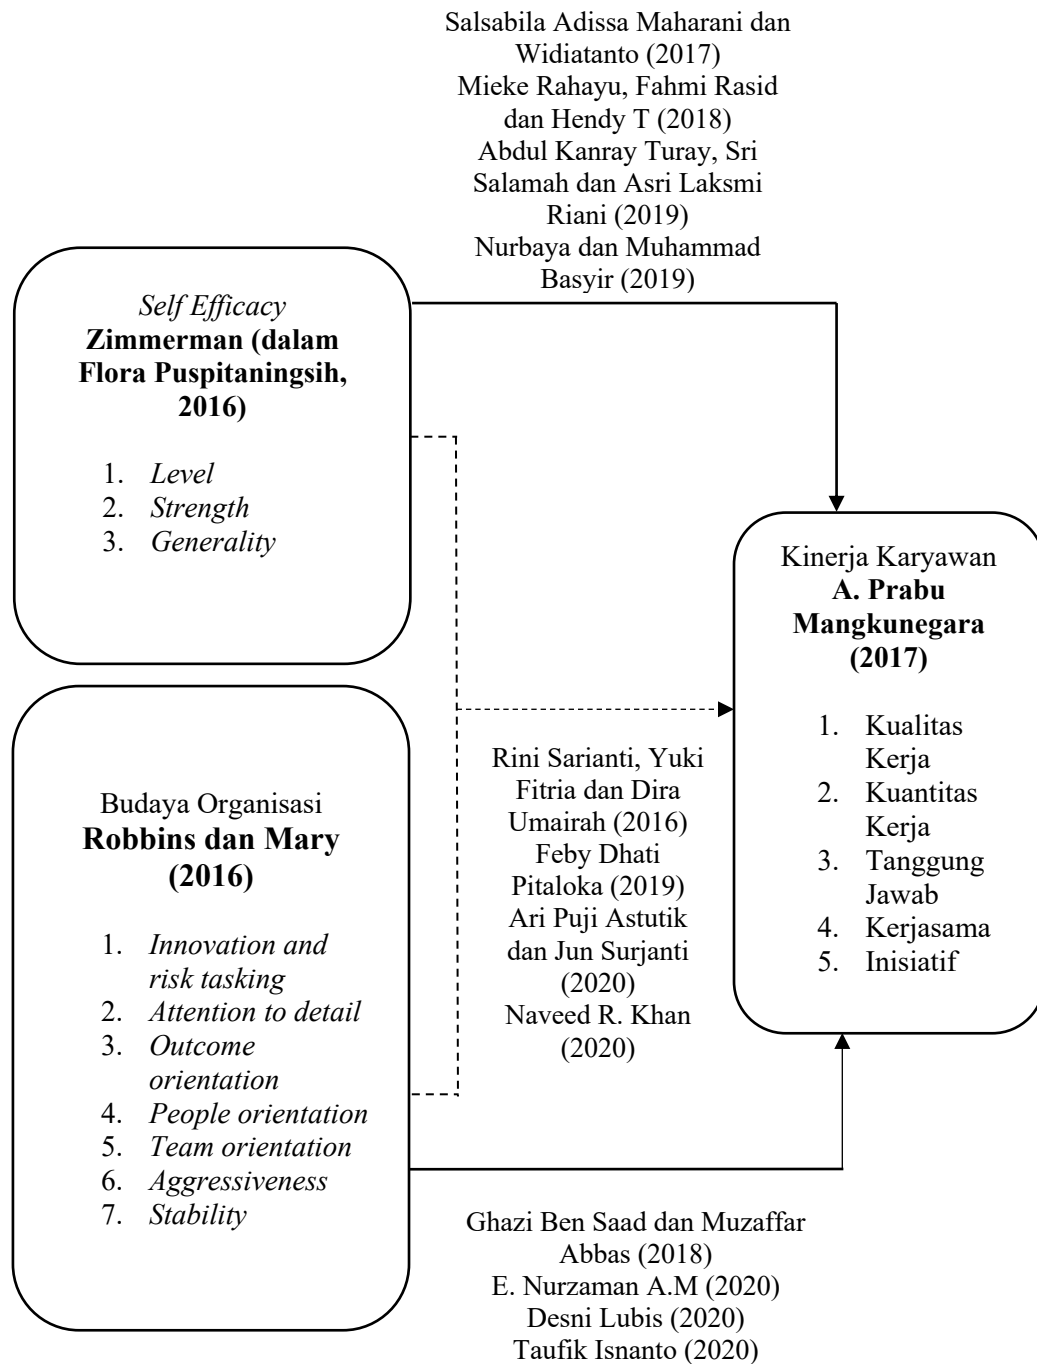 Salsabila Adissa Maharani dan
Widiatanto (2017)
Mieke Rahayu, Fahmi Rasid
dan Hendy T (2018)
Abdul Kanray Turay, Sri
Salamah dan Asri Laksmi
Riani (2019)
Nurbaya dan Muhammad
Basyir (2019)
Self Efficacy
Zimmerman (dalam
Flora Puspitaningsih,
2016)
1. Level
2. Strength
3. Generality
Kinerja Karyawan
A. Prabu
Mangkunegara
(2017)
1. Kualitas
Kerja
2. Kuantitas
Kerja
3. Tanggung
Jawab
4. Kerjasama
5. Inisiatif
Rini Sarianti, Yuki
Fitria dan Dira
Umairah (2016)
Feby Dhati
Pitaloka (2019)
Ari Puji Astutik
dan Jun Surjanti
(2020)
Naveed R. Khan
(2020)
Budaya Organisasi
Robbins dan Mary
(2016)
1. Innovation and
risk tasking
2. Attention to detail
3. Outcome
orientation
4. People orientation
5. Team orientation
6. Aggressiveness
7. Stability
Ghazi Ben Saad dan Muzaffar
Abbas (2018)
E. Nurzaman A.M (2020)
Desni Lubis (2020)
Taufik Isnanto (2020)